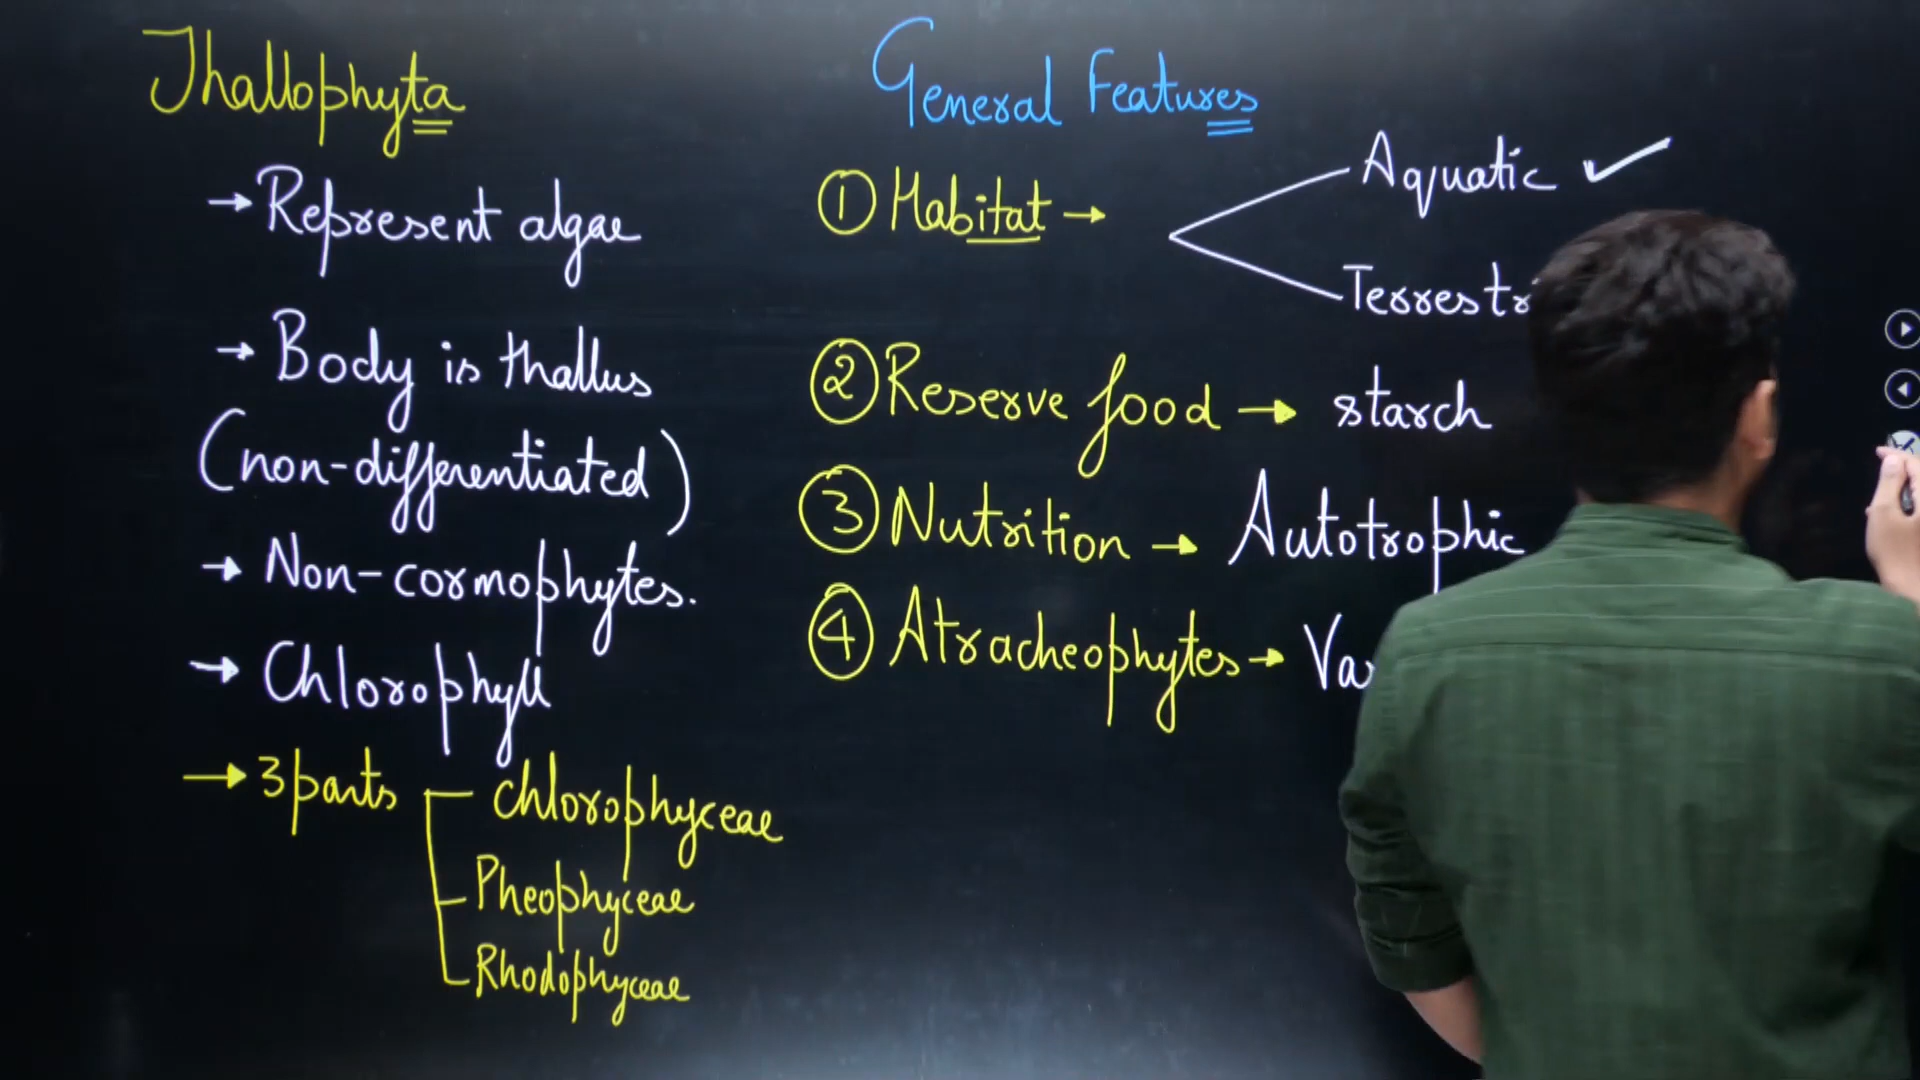 Thallophyta
→ Represent algae
→ Body is thallus
(non-differentiated)
→ Non-cormophytes.
→ Chlorophyll
→ 3 parts
Chlorophyceae
Pheophyceae
Rhodophyceae
General Features
① Habitat →
Aquatic ✓
② Reserve food → starch
③ Nutrition → Autotrophic
④ Atracheophytes →